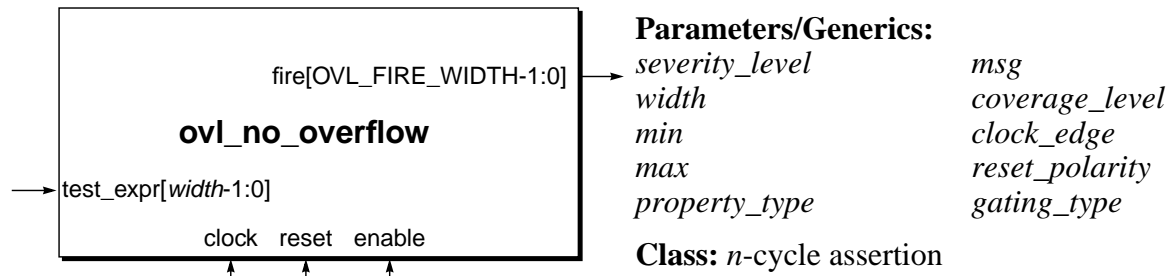 fire[OVL_FIRE_WIDTH-1:0]
ovl_no_overflow
test_expr[width-1:0]
clock reset enable
Parameters/Generics:
severity_level msg
width coverage_level
min clock_edge
max reset_polarity
property_type gating_type
Class: n-cycle assertion